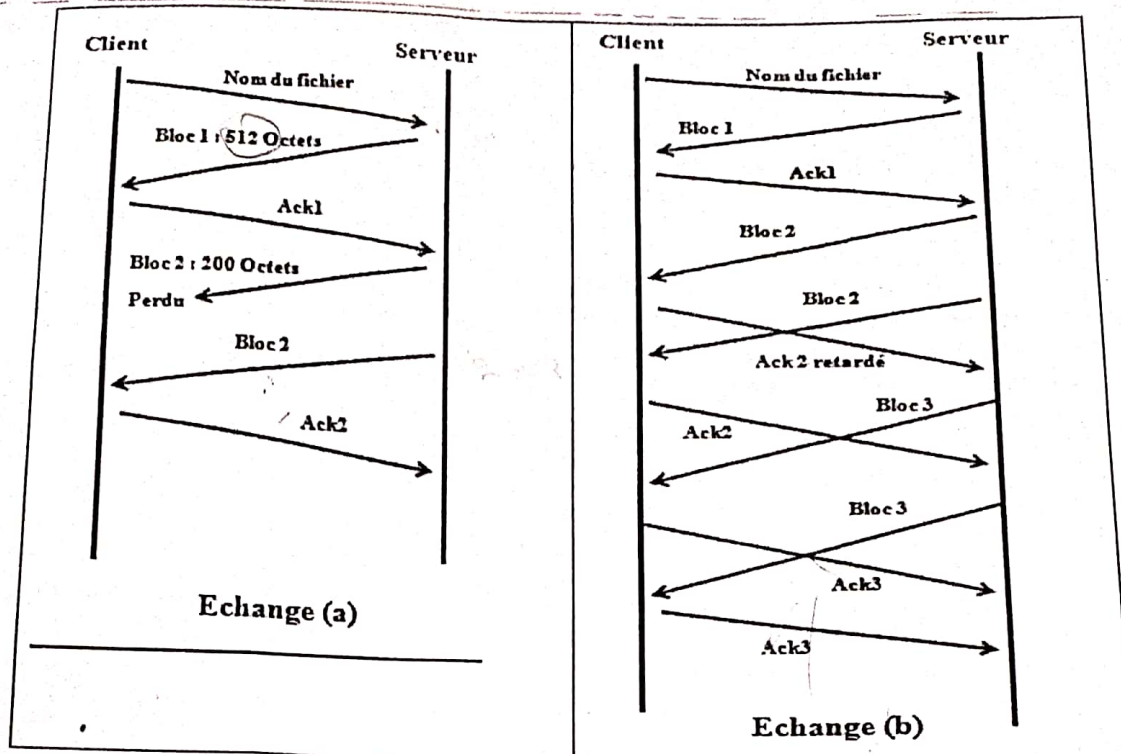 Client
Serveur
Nom du fichier
Bloc 1 : 512 Octets
Ack1
Bloc 2 : 200 Octets
Perdu
Bloc 2
Ack2
Echange (a)
Client
Serveur
Nom du fichier
Bloc 1
Ack1
Bloc 2
Bloc 2
Ack 2 retardé
Bloc 3
Ack2
Bloc 3
Ack3
Ack3
Echange (b)